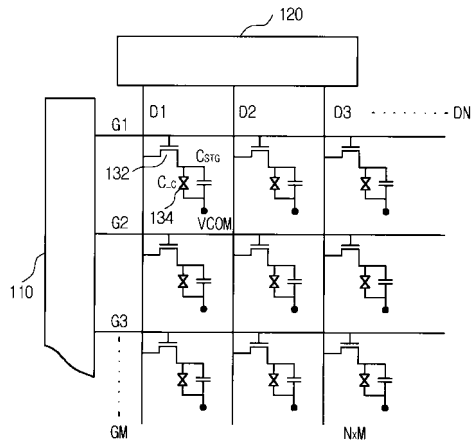 120
D1 D2 D3 DN
G1
132
CSTG
C_C
134
VCOM
G2
110
G3
GM
NxM